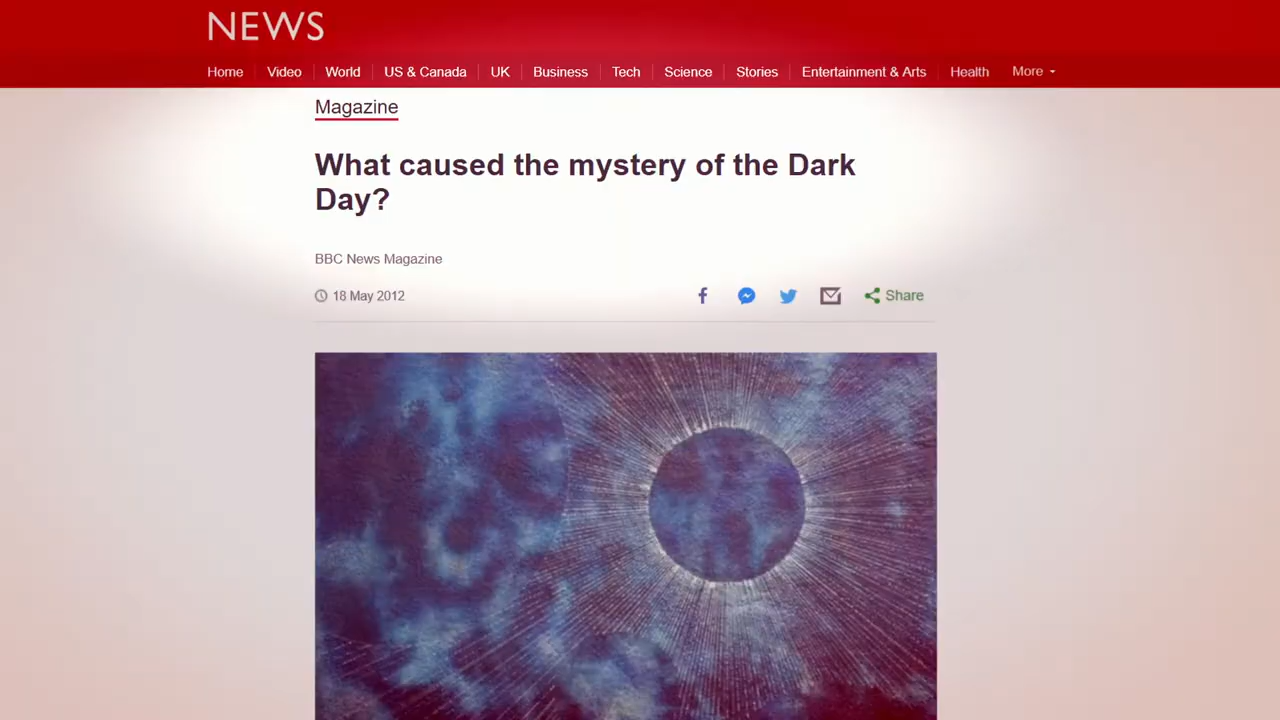 NEWS
Home Video World US & Canada UK Business Tech Science Stories Entertainment & Arts Health More
Magazine
What caused the mystery of the Dark
Day?
BBC News Magazine
18 May 2012 Share